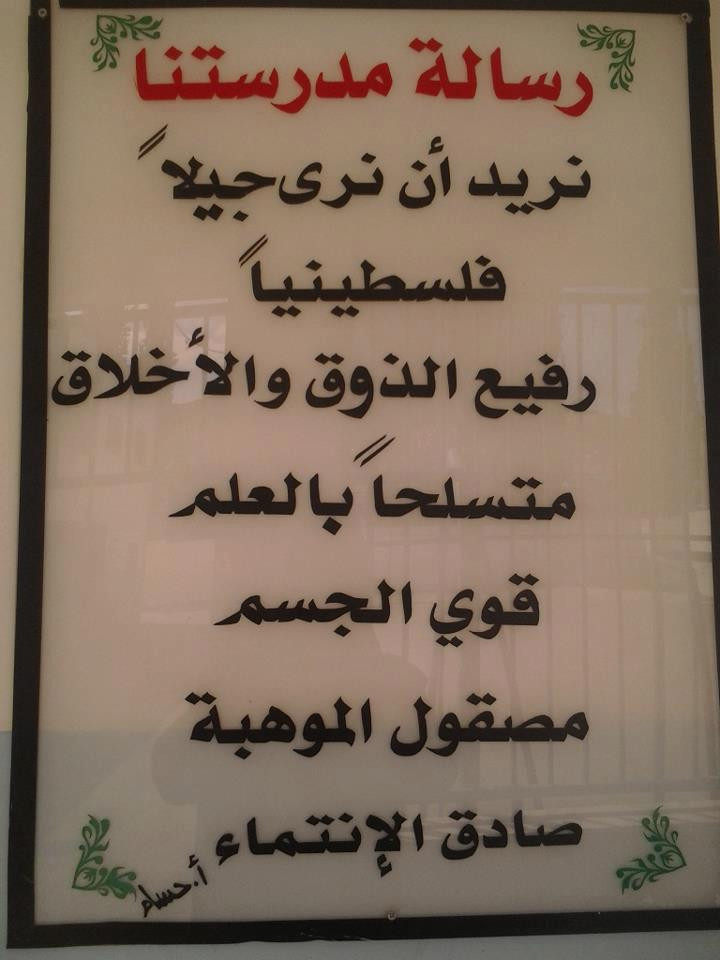 رسالة مدرستنا
نريد أن نرى جيلاً
فلسطينياً
رفيع الذوق والأخلاق
متسلحاً بالعلم
قوي الجسم
مصقول الموهبة
صادق الإنتماء
أ.حسام